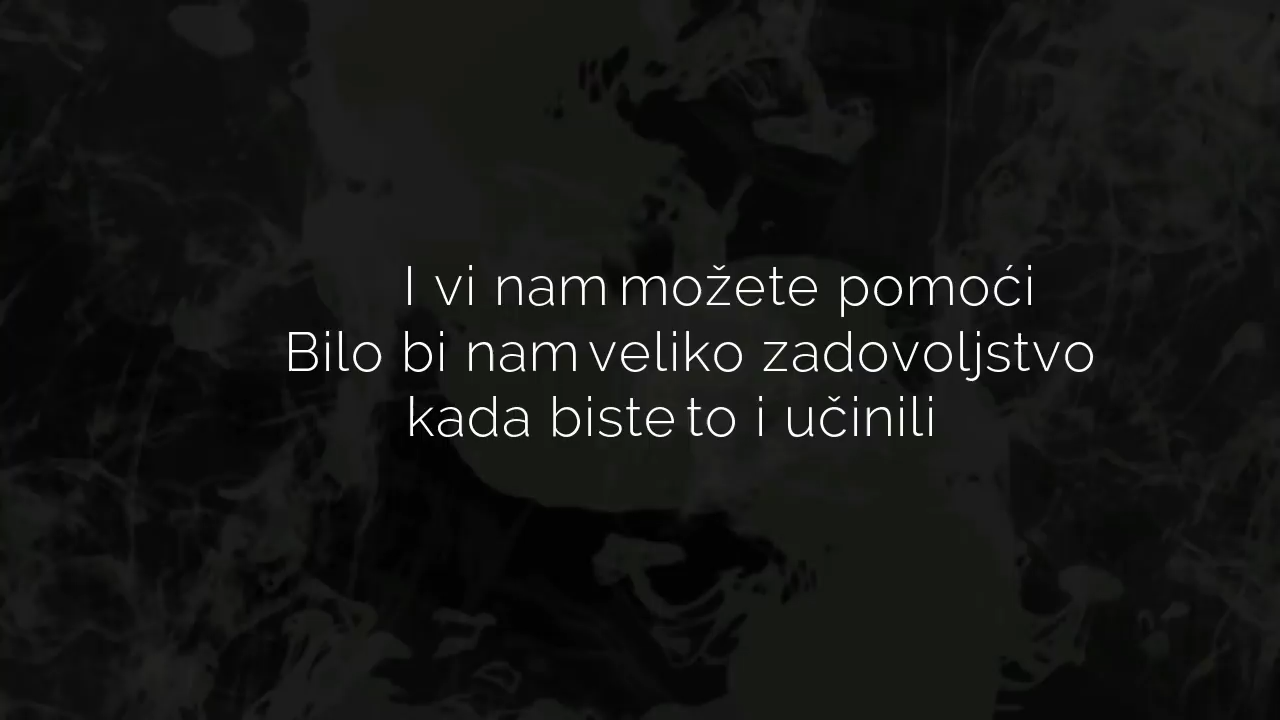 I vi nam možete pomoći
Bilo bi nam veliko zadovoljstvo
kada biste to i učinili